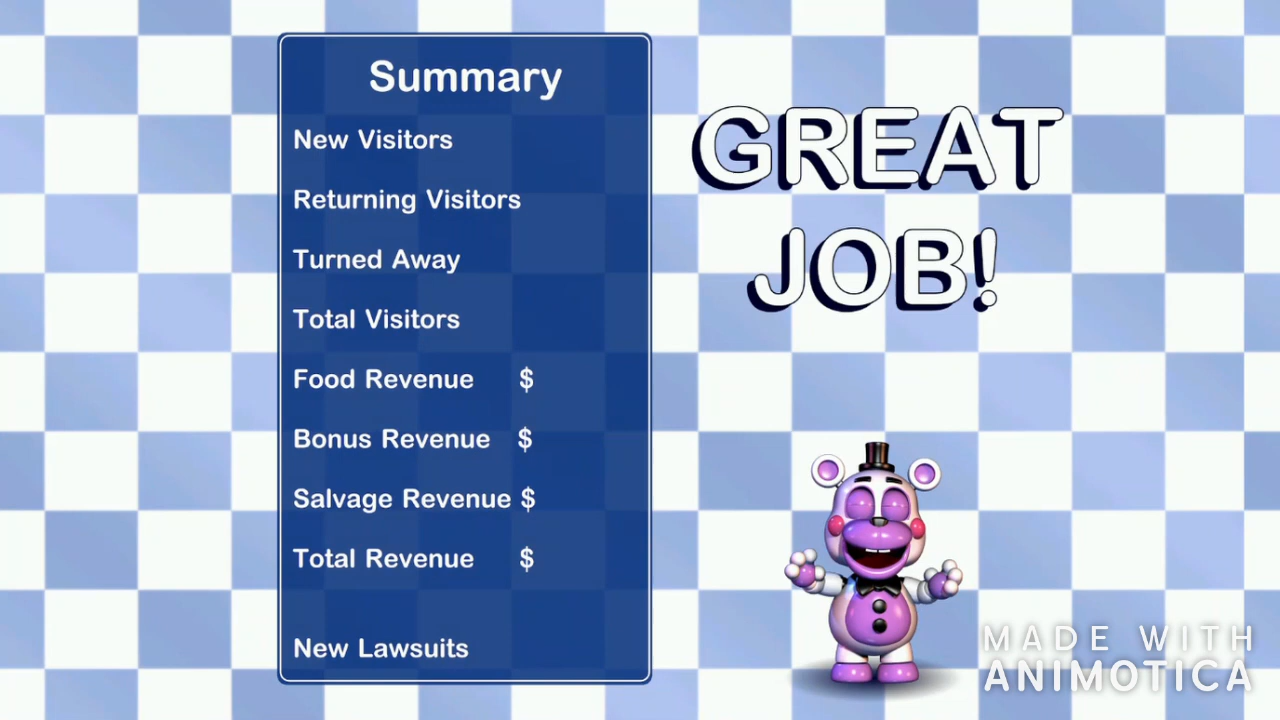 Summary
New Visitors
Returning Visitors
Turned Away
Total Visitors
Food Revenue $
Bonus Revenue $
Salvage Revenue $
Total Revenue $
New Lawsuits
GREAT
JOB!
MADE WITH
ANIMOTICA